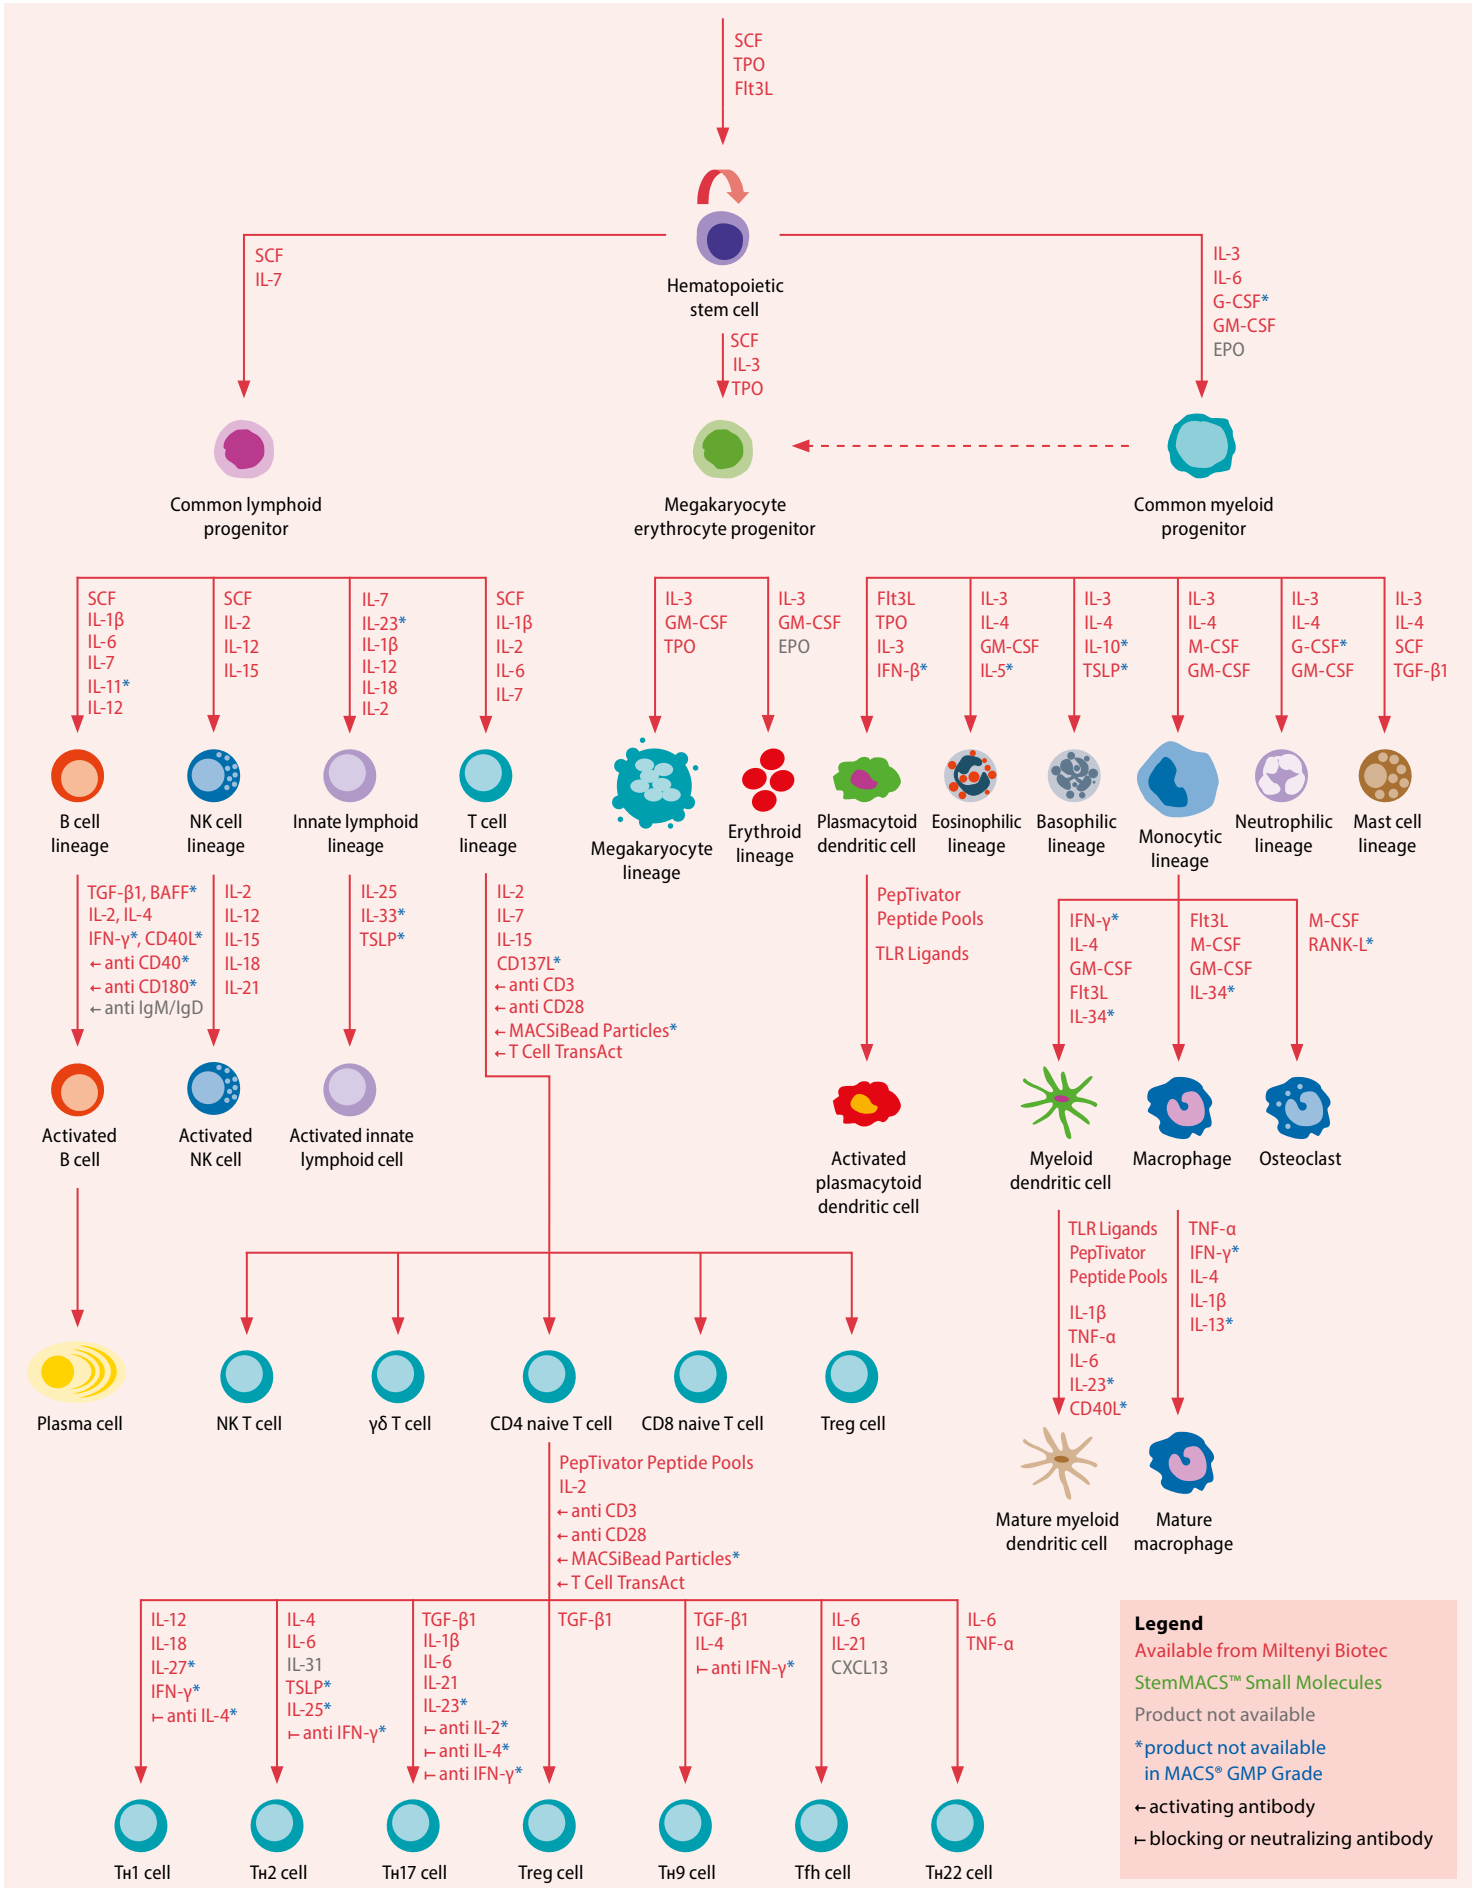 SCF
TPO
Flt3L
Hematopoietic
stem cell
SCF
IL-7
SCF
IL-3
TPO
IL-3
IL-6
G-CSF*
GM-CSF
EPO
Common lymphoid
progenitor
Megakaryocyte
erythrocyte progenitor
Common myeloid
progenitor
SCF
IL-1β
IL-6
IL-7
IL-11*
IL-12
SCF
IL-2
IL-12
IL-15
IL-7
IL-23*
IL-1β
IL-12
IL-18
IL-2
SCF
IL-1β
IL-2
IL-6
IL-7
IL-3
GM-CSF
TPO
IL-3
GM-CSF
EPO
Flt3L
TPO
IL-3
IFN-β*
IL-3
IL-4
GM-CSF
IL-5*
IL-3
IL-4
IL-10*
TSLP*
IL-3
IL-4
M-CSF
GM-CSF
IL-3
IL-4
G-CSF*
GM-CSF
IL-3
IL-4
SCF
TGF-β1
B cell
lineage
NK cell
lineage
Innate lymphoid
lineage
T cell
lineage
Megakaryocyte
lineage
Erythroid
lineage
Plasmacytoid
dendritic cell
Eosinophilic
lineage
Basophilic
lineage
Monocytic
lineage
Neutrophilic
lineage
Mast cell
lineage
TGF-β1, BAFF*
IL-2, IL-4
IFN-γ*, CD40L*
← anti CD40*
← anti CD180*
← anti IgM/IgD
IL-2
IL-12
IL-15
IL-18
IL-21
IL-25
IL-33*
TSLP*
IL-2
IL-7
IL-15
CD137L*
← anti CD3
← anti CD28
← MACSiBead Particles*
← T Cell TransAct
PepTivator
Peptide Pools
TLR Ligands
IFN-γ*
IL-4
GM-CSF
Flt3L
IL-34*
Flt3L
M-CSF
GM-CSF
IL-34*
M-CSF
RANK-L*
Activated
B cell
Activated
NK cell
Activated innate
lymphoid cell
Activated
plasmacytoid
dendritic cell
Myeloid
dendritic cell
Macrophage
Osteoclast
TLR Ligands
PepTivator
Peptide Pools
IL-1β
TNF-α
IL-6
IL-23*
CD40L*
TNF-α
IFN-γ*
IL-4
IL-1β
IL-13*
Plasma cell
NK T cell
γδ T cell
CD4 naive T cell
CD8 naive T cell
Treg cell
Mature myeloid
dendritic cell
Mature
macrophage
PepTivator Peptide Pools
IL-2
← anti CD3
← anti CD28
← MACSiBead Particles*
← T Cell TransAct
IL-12
IL-18
IL-27*
IFN-γ*
⊢ anti IL-4*
IL-4
IL-6
IL-31
TSLP*
IL-25*
⊢ anti IFN-γ*
TGF-β1
IL-1β
IL-6
IL-21
IL-23*
⊢ anti IL-2*
⊢ anti IL-4*
⊢ anti IFN-γ*
TGF-β1
TGF-β1
IL-4
⊢ anti IFN-γ*
IL-6
IL-21
CXCL13
IL-6
TNF-α
TH1 cell
TH2 cell
TH17 cell
Treg cell
TH9 cell
Tfh cell
TH22 cell
Legend
Available from Miltenyi Biotec
StemMACS™ Small Molecules
Product not available
*product not available
in MACS® GMP Grade
← activating antibody
⊢ blocking or neutralizing antibody